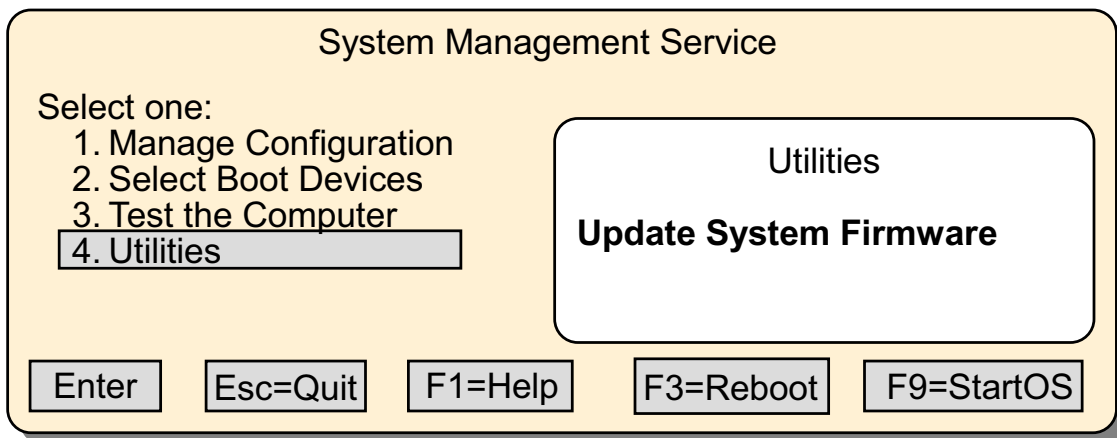 System Management Service
Select one:
1. Manage Configuration
2. Select Boot Devices
3. Test the Computer
4. Utilities
Utilities
Update System Firmware
Enter
Esc=Quit
F1=Help
F3=Reboot
F9=StartOS